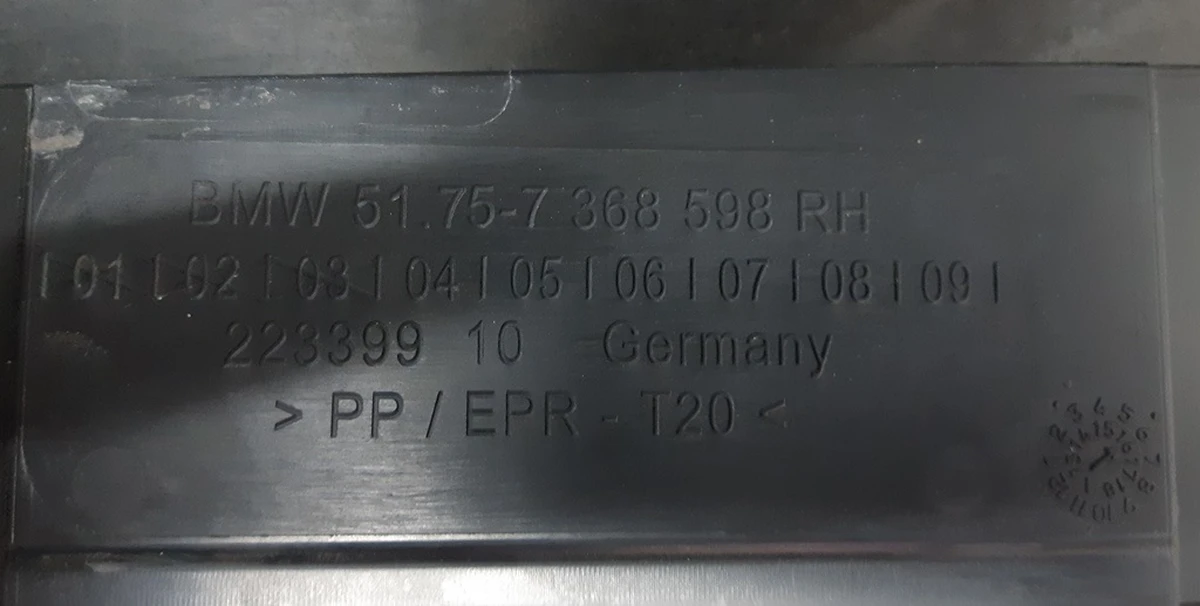 BMW 51.75-7 368 598 RH
| 01 | 02 | 03 | 04 | 05 | 06 | 07 | 08 | 09 |
223399 10 Germany
> PP / EPR - T20 <